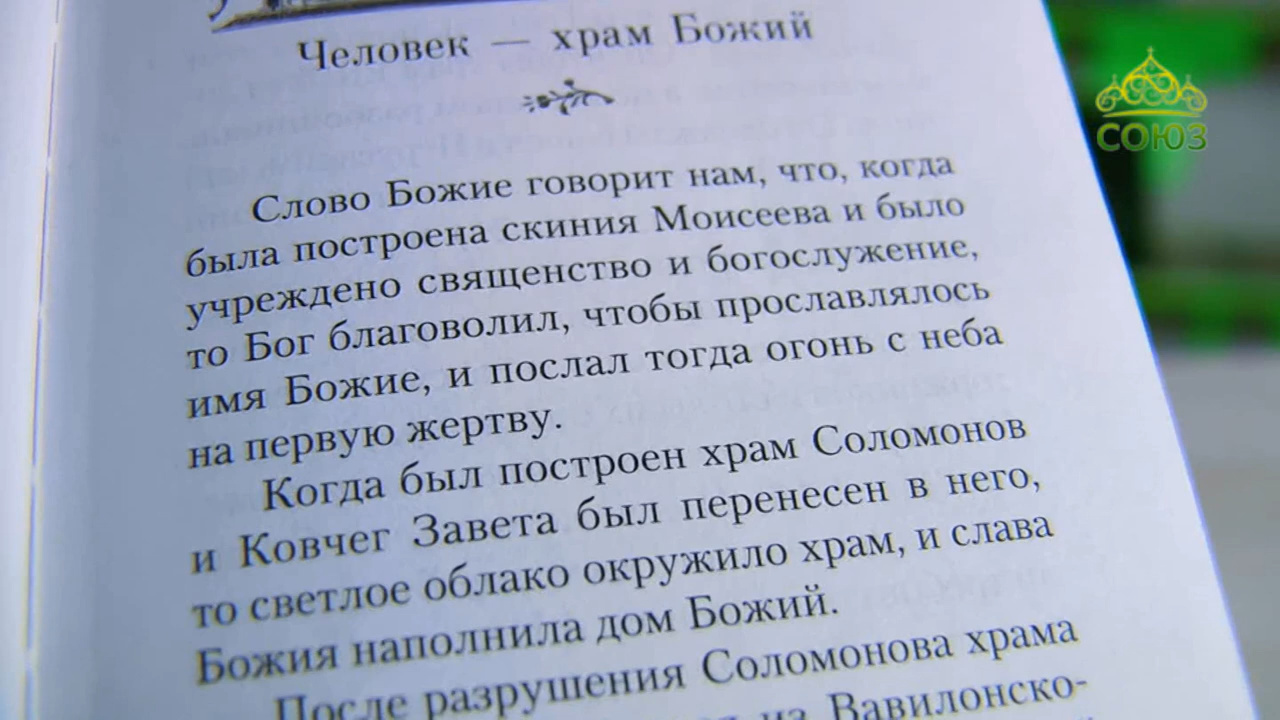 Человек — храм Божий
СОЮЗ
Слово Божие говорит нам, что, когда
была построена скиния Моисеева и было
учреждено священство и богослужение,
то Бог благоволил, чтобы прославлялось
имя Божие, и послал тогда огонь с неба
на первую жертву.
Когда был построен храм Соломонов
и Ковчег Завета был перенесен в него,
то светлое облако окружило храм, и слава
Божия наполнила дом Божий.
После разрушения Соломонова храма
из Вавилонско-